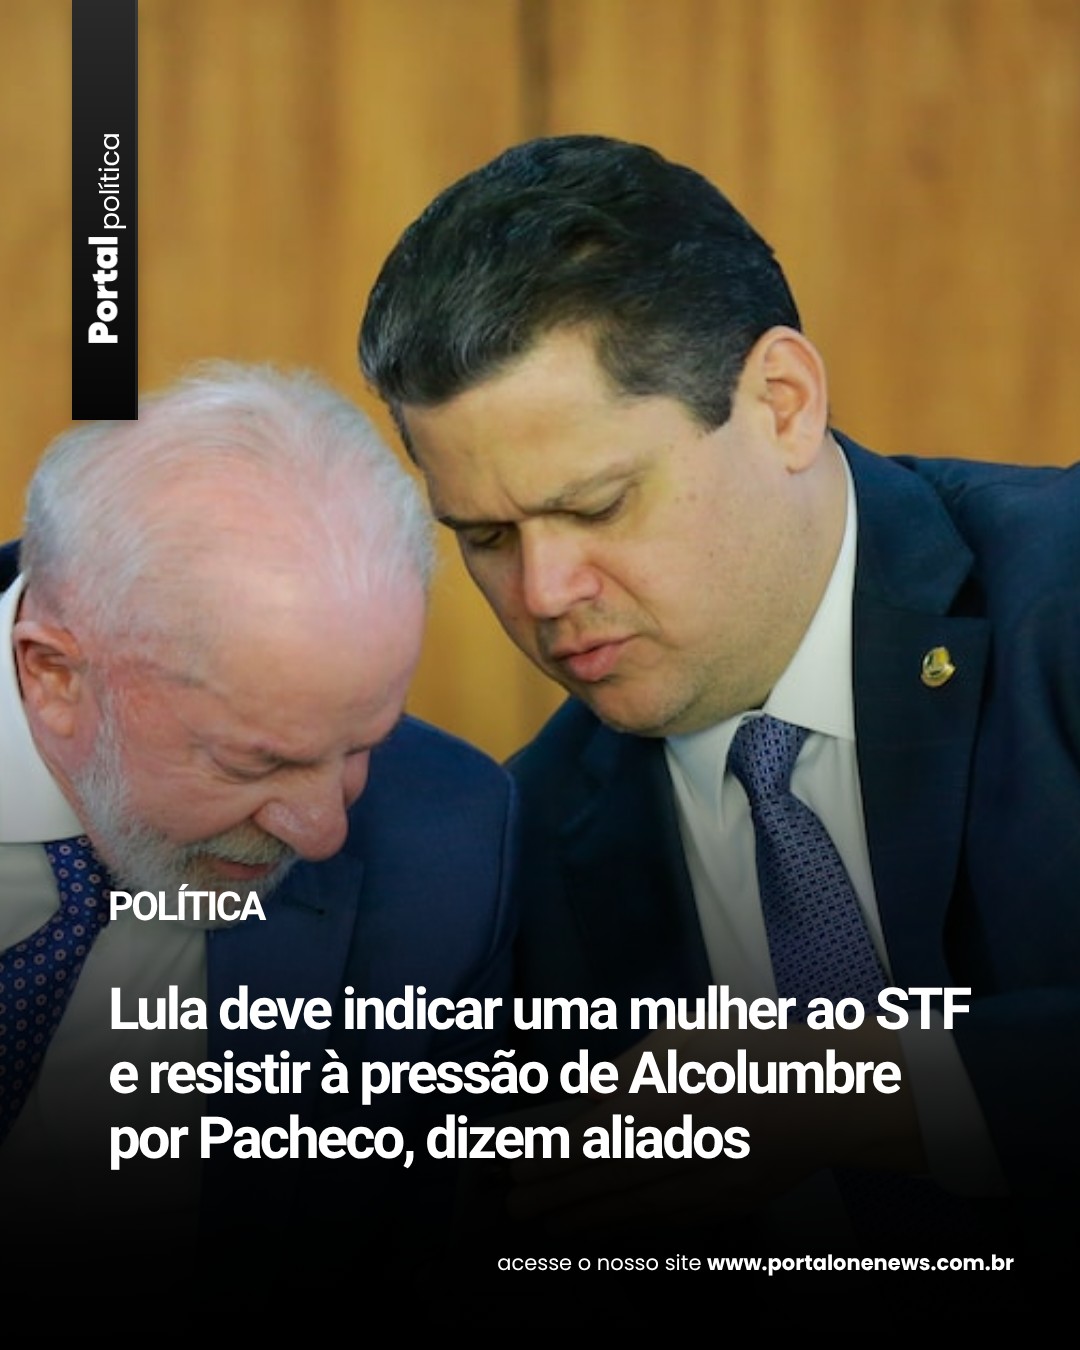 Portal política
POLÍTICA
Lula deve indicar uma mulher ao STF
e resistir à pressão de Alcolumbre
por Pacheco, dizem aliados
acesse o nosso site www.portalonenews.com.br